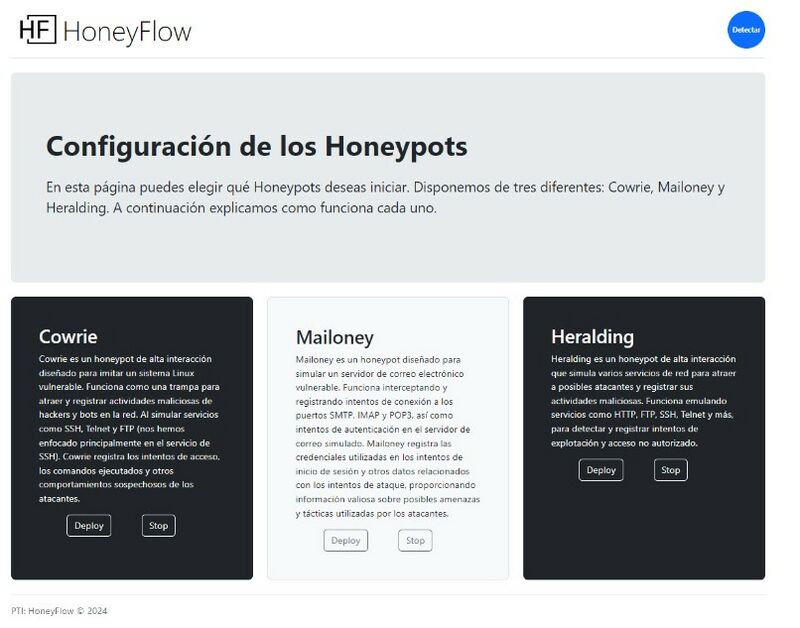 HF HoneyFlow
Detectar
Configuración de los Honeypots
En esta página puedes elegir qué Honeypots deseas iniciar. Disponemos de tres diferentes: Cowrie, Mailoney y
Heralding. A continuación explicamos como funciona cada uno.
Cowrie
Cowrie es un honeypot de alta interacción
diseñado para imitar un sistema Linux
vulnerable. Funciona como una trampa para
atraer y registrar actividades maliciosas de
hackers y bots en la red. Al simular servicios
como SSH, Telnet y FTP (nos hemos
enfocado principalmente en el servicio de
SSH). Cowrie registra los intentos de acceso,
los comandos ejecutados y otros
comportamientos sospechosos de los
atacantes.
Deploy
Stop
Mailoney
Mailoney es un honeypot diseñado para
simular un servidor de correo electrónico
vulnerable. Funciona interceptando y
registrando intentos de conexión a los
puertos SMTP, IMAP y POP3, así como
intentos de autenticación en el servidor de
correo simulado. Mailoney registra las
credenciales utilizadas en los intentos de
inicio de sesión y otros datos relacionados
con los intentos de ataque, proporcionando
información valiosa sobre posibles amenazas
y tácticas utilizadas por los atacantes.
Deploy
Stop
Heralding
Heralding es un honeypot de alta interacción
que simula varios servicios de red para atraer
a posibles atacantes y registrar sus
actividades maliciosas. Funciona emulando
servicios como HTTP, FTP, SSH, Telnet y más,
para detectar y registrar intentos de
explotación y acceso no autorizado.
Deploy
Stop
PTI: HoneyFlow © 2024